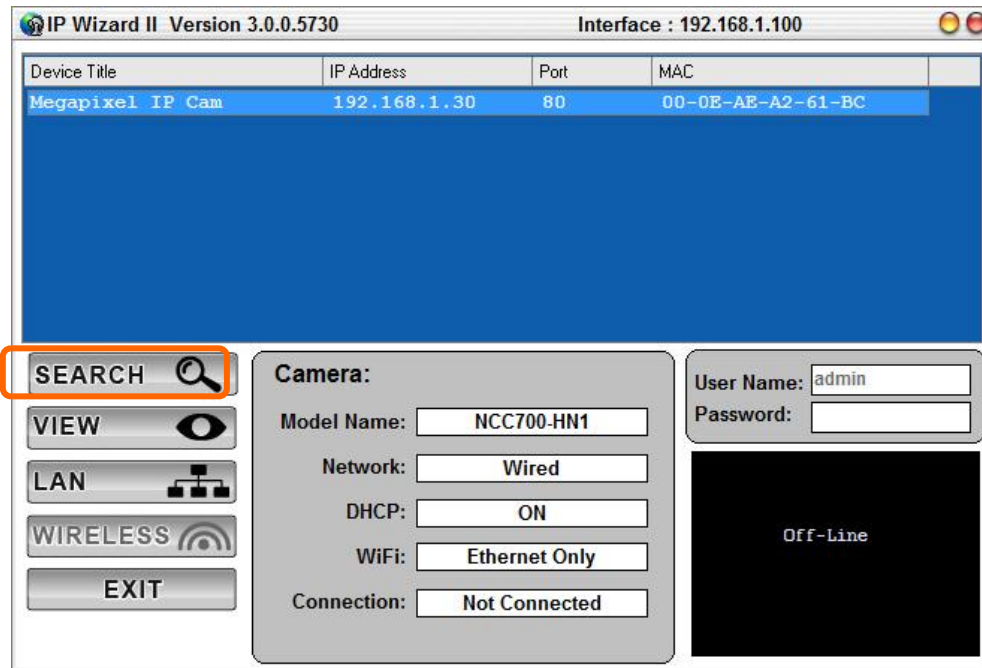 IP Wizard II Version 3.0.0.5730 Interface : 192.168.1.100
Device Title IP Address Port MAC
Megapixel IP Cam 192.168.1.30 80 00-0E-AE-A2-61-BC
SEARCH
VIEW
LAN
WIRELESS
EXIT
Camera:
Model Name: NCC700-HN1
Network: Wired
DHCP: ON
WiFi: Ethernet Only
Connection: Not Connected
User Name: admin
Password:
Off-Line